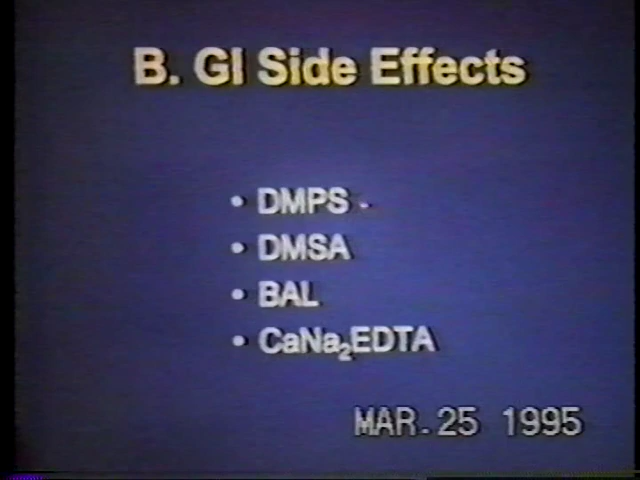 B. GI Side Effects
• DMPS -
• DMSA
• BAL
• CaNa₂EDTA
MAR. 25 1995